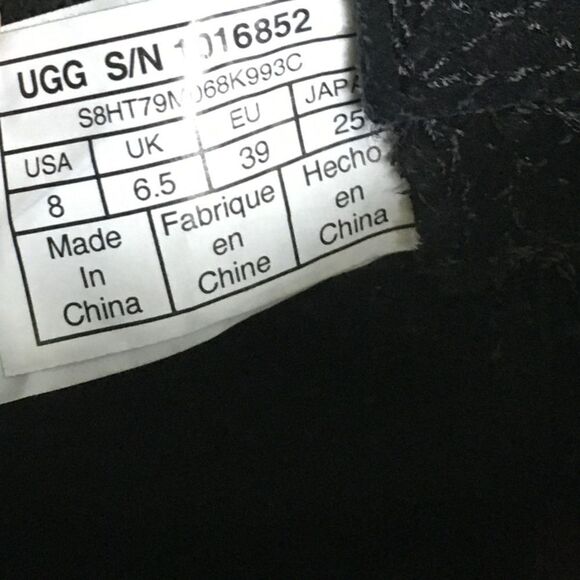 UGG S/N 1016852
S8HT79M068K993C
USA UK EU
8 6.5 39 25
Made In China
Fabrique en Chine
Hecho en China